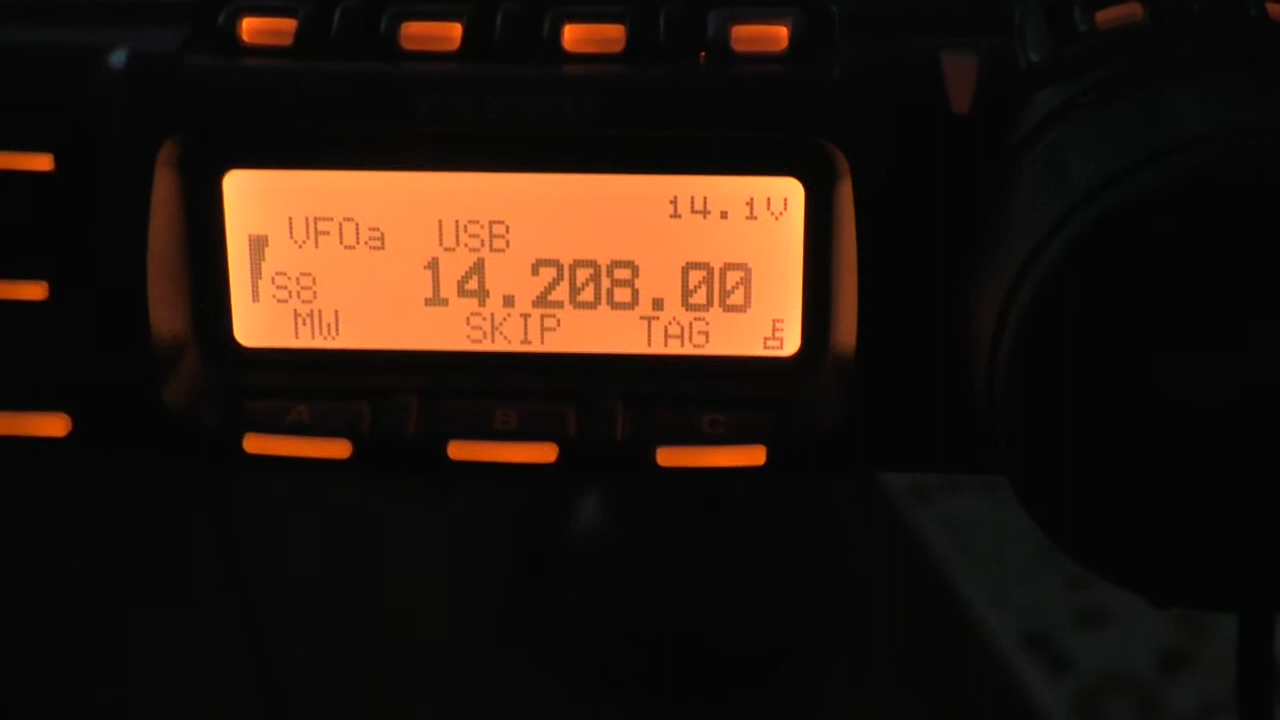 14.1V
VFOa USB
S8 14.208.00
MW SKIP TAG
A B C